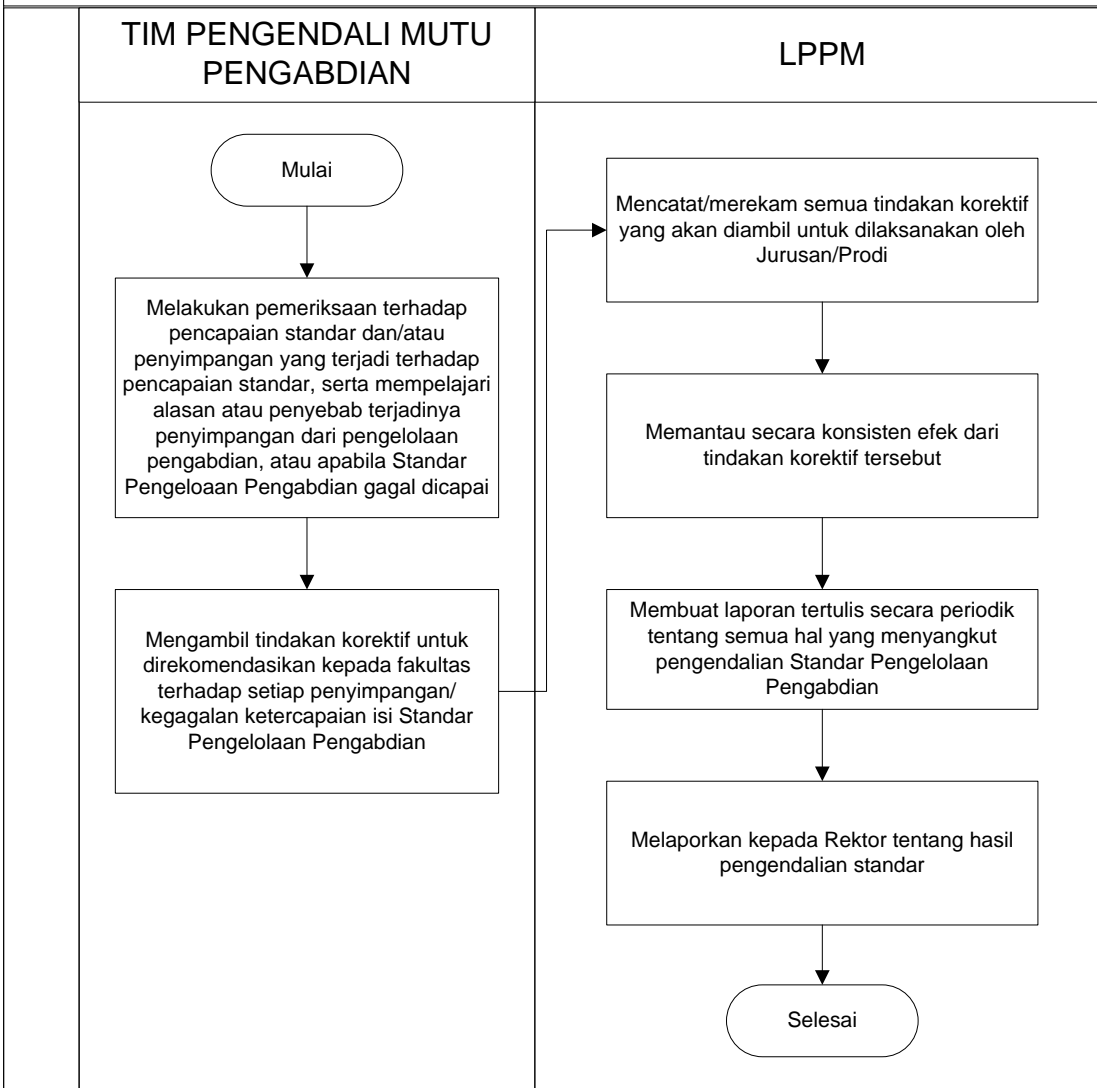 TIM PENGENDALI MUTU
PENGABDIAN
LPPM
Mulai
Melakukan pemeriksaan terhadap
pencapaian standar dan/atau
penyimpangan yang terjadi terhadap
pencapaian standar, serta mempelajari
alasan atau penyebab terjadinya
penyimpangan dari pengelolaan
pengabdian, atau apabila Standar
Pengeloaan Pengabdian gagal dicapai
Mengambil tindakan korektif untuk
direkomendasikan kepada fakultas
terhadap setiap penyimpangan/
kegagalan ketercapaian isi Standar
Pengelolaan Pengabdian
Mencatat/merekam semua tindakan korektif
yang akan diambil untuk dilaksanakan oleh
Jurusan/Prodi
Memantau secara konsisten efek dari
tindakan korektif tersebut
Membuat laporan tertulis secara periodik
tentang semua hal yang menyangkut
pengendalian Standar Pengelolaan
Pengabdian
Melaporkan kepada Rektor tentang hasil
pengendalian standar
Selesai